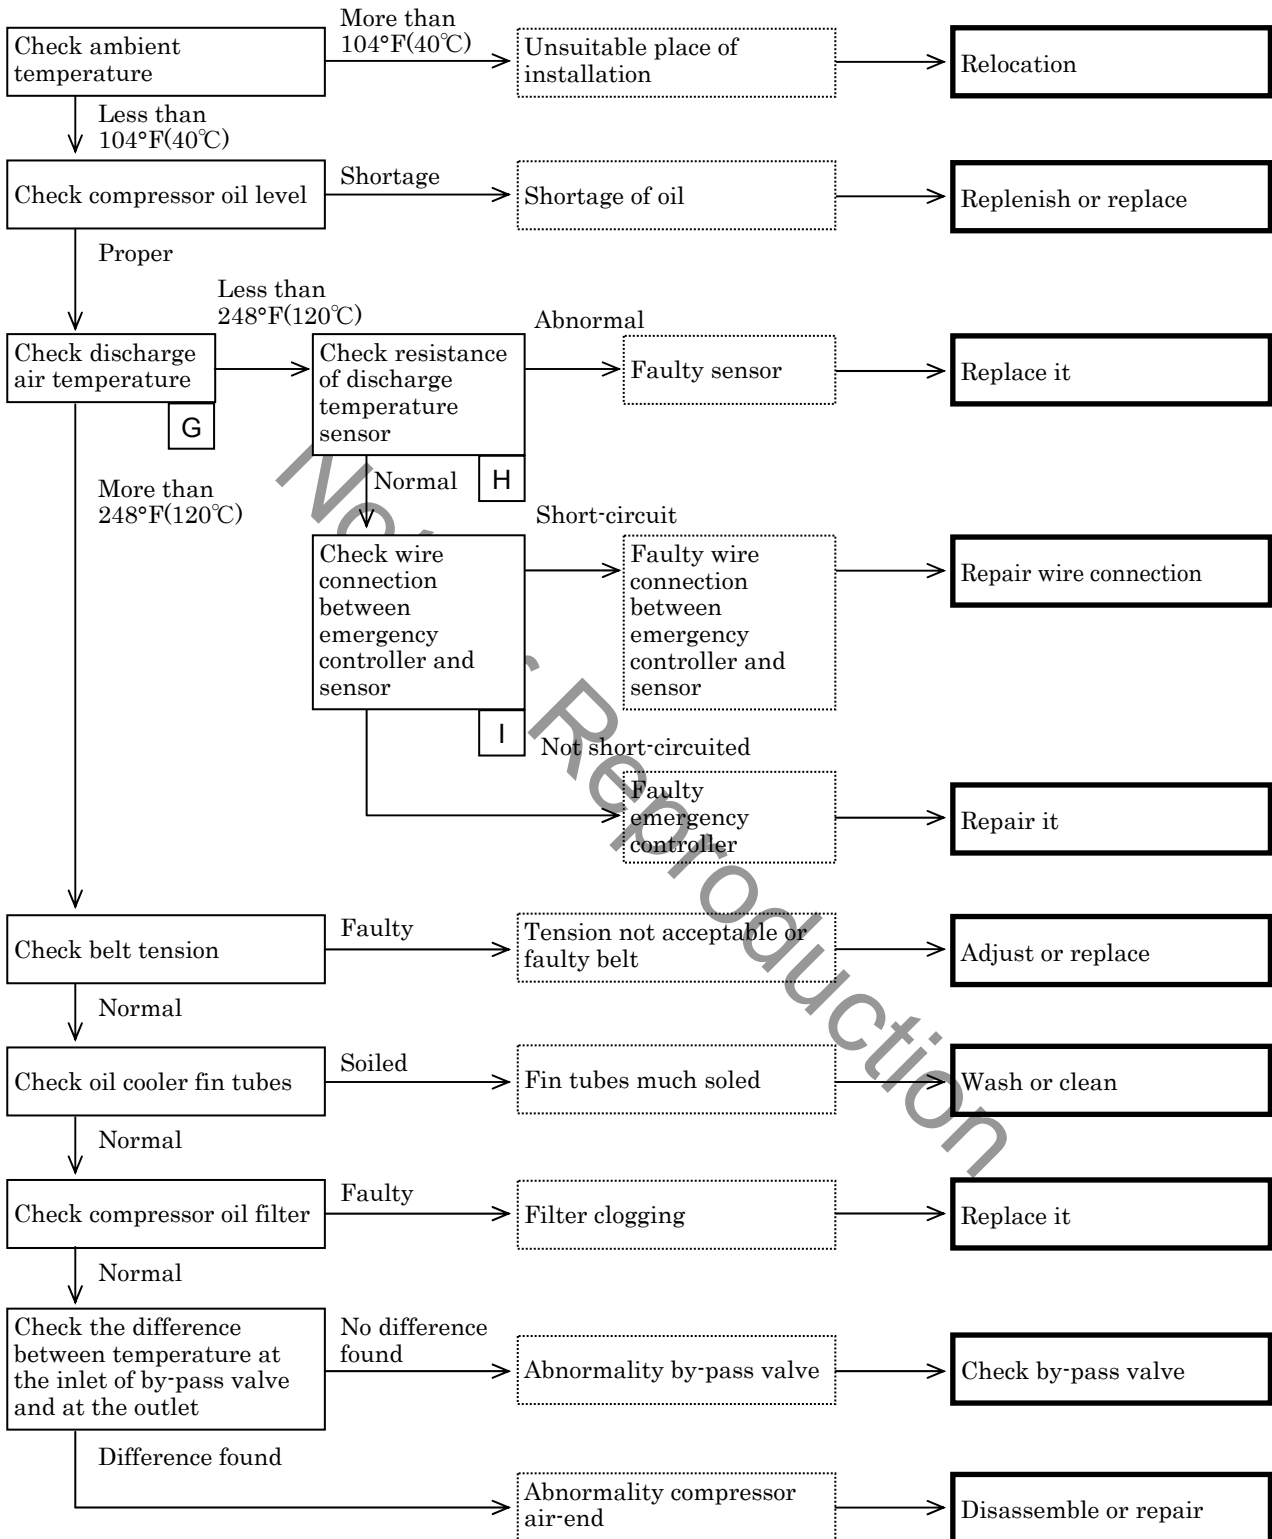 More than
104°F(40℃)
Check ambient
temperature
Unsuitable place of
installation
Relocation
Less than
104°F(40℃)
Check compressor oil level
Shortage
Shortage of oil
Replenish or replace
Proper
Less than
248°F(120℃)
Abnormal
Check discharge
air temperature
G
Check resistance
of discharge
temperature
sensor
H
Faulty sensor
Replace it
More than
248°F(120℃)
Normal
Short-circuit
Check wire
connection
between
emergency
controller and
sensor
I
Faulty wire
connection
between
emergency
controller and
sensor
Repair wire connection
Not short-circuited
Faulty
emergency
controller
Repair it
Check belt tension
Faulty
Tension not acceptable or
faulty belt
Adjust or replace
Normal
Check oil cooler fin tubes
Soiled
Fin tubes much soled
Wash or clean
Normal
Check compressor oil filter
Faulty
Filter clogging
Replace it
Normal
Check the difference
between temperature at
the inlet of by-pass valve
and at the outlet
No difference
found
Abnormality by-pass valve
Check by-pass valve
Difference found
Abnormality compressor
air-end
Disassemble or repair
Reproduction